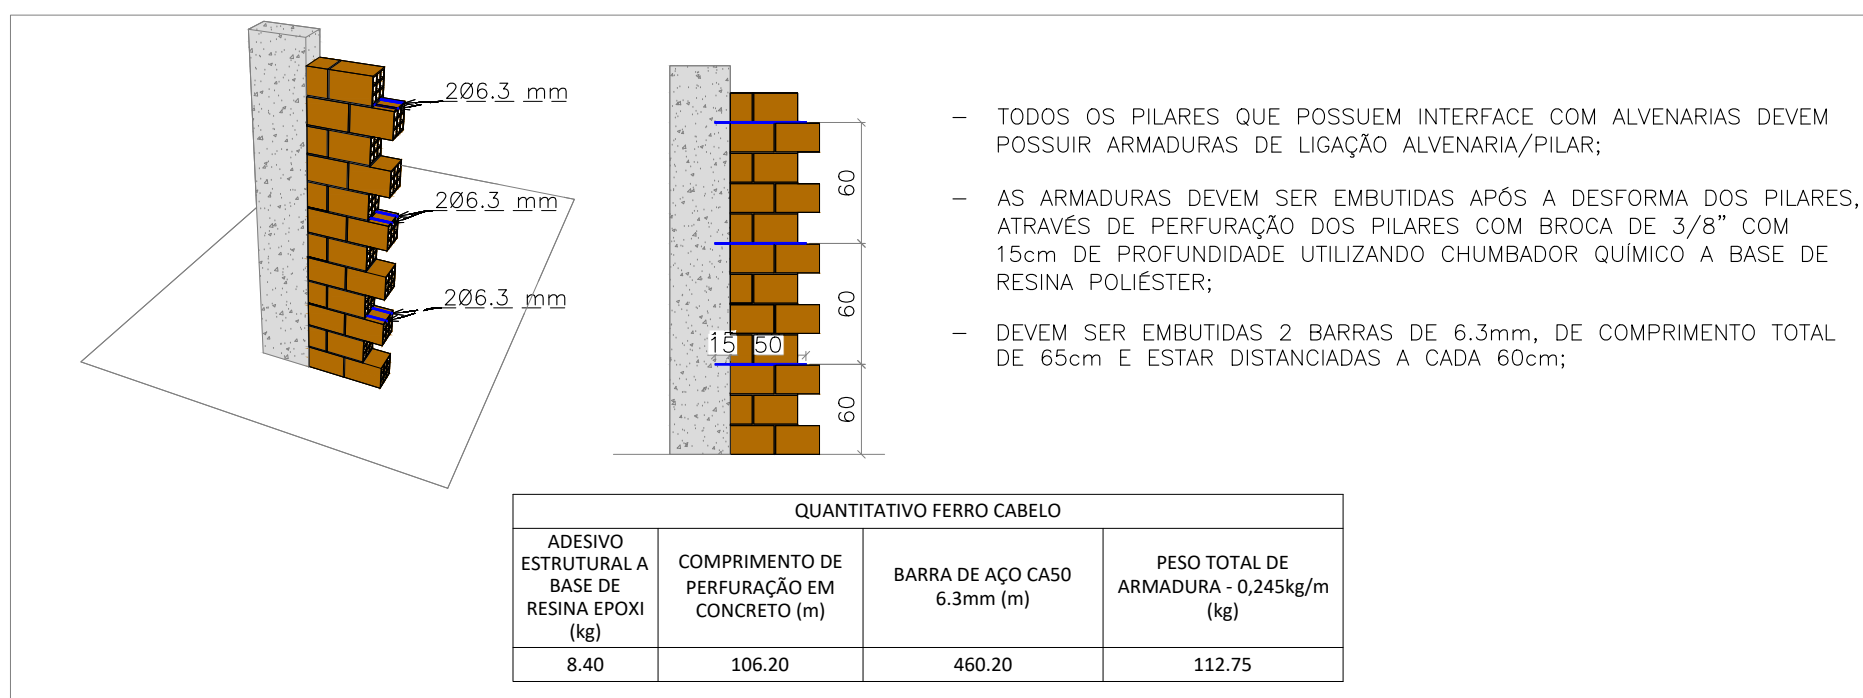 2Ø6.3 mm
2Ø6.3 mm
2Ø6.3 mm
60
60
60
15 50
– TODOS OS PILARES QUE POSSUEM INTERFACE COM ALVENARIAS DEVEM
POSSUIR ARMADURAS DE LIGAÇÃO ALVENARIA/PILAR;
– AS ARMADURAS DEVEM SER EMBUTIDAS APÓS A DESFORMA DOS PILARES,
ATRAVÉS DE PERFURAÇÃO DOS PILARES COM BROCA DE 3/8” COM
15cm DE PROFUNDIDADE UTILIZANDO CHUMBADOR QUÍMICO A BASE DE
RESINA POLIÉSTER;
– DEVEM SER EMBUTIDAS 2 BARRAS DE 6.3mm, DE COMPRIMENTO TOTAL
DE 65cm E ESTAR DISTANCIADAS A CADA 60cm;
QUANTITATIVO FERRO CABELO
ADESIVO
ESTRUTURAL A
BASE DE
RESINA EPOXI
(kg)
COMPRIMENTO DE
PERFURAÇÃO EM
CONCRETO (m)
BARRA DE AÇO CA50
6.3mm (m)
PESO TOTAL DE
ARMADURA - 0,245kg/m
(kg)
8.40
106.20
460.20
112.75